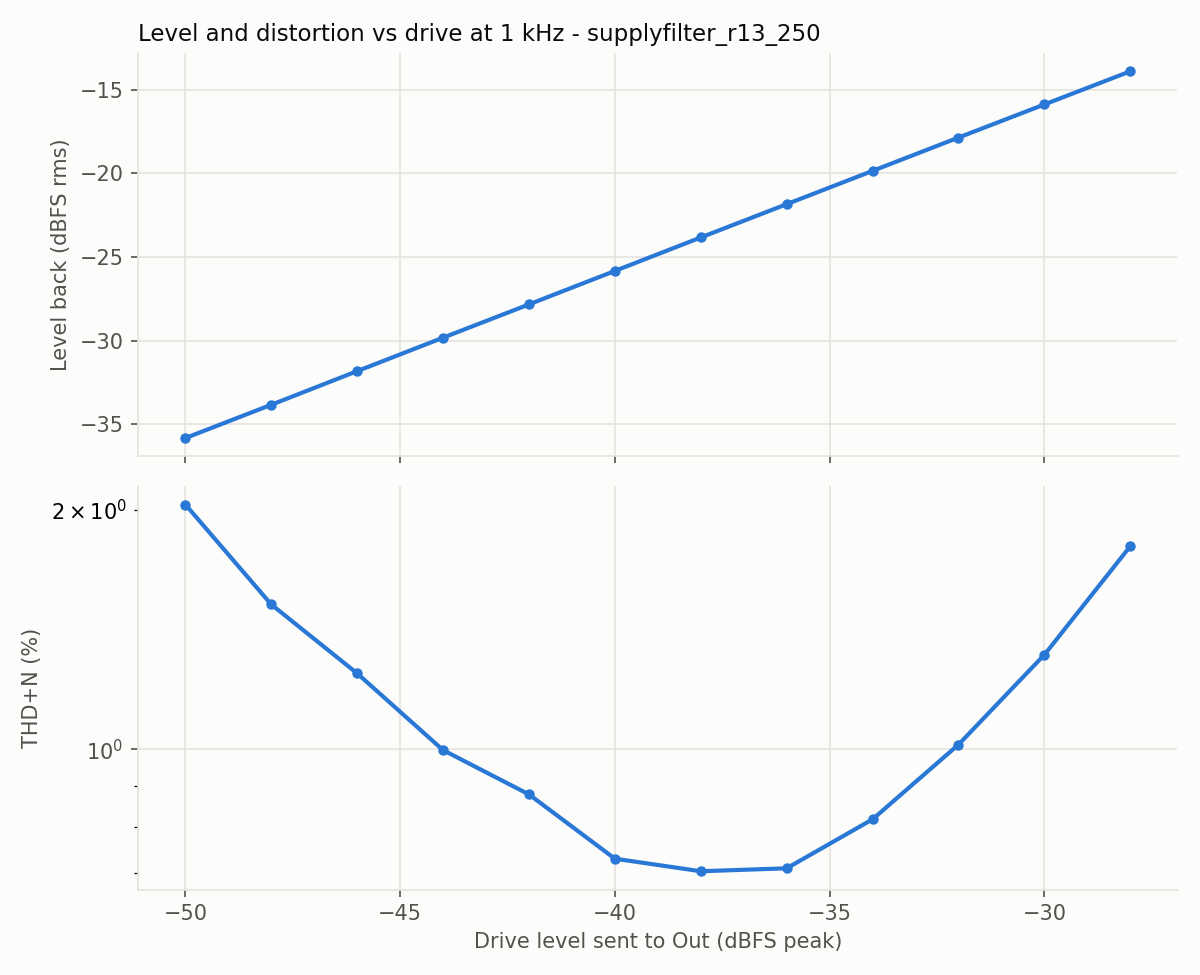 Level and distortion vs drive at 1 kHz - supplyfilter_r13_250
Level back (dBFS rms)
−15
−20
−25
−30
−35
THD+N (%)
2 × 10⁰
10⁰
−50 −45 −40 −35 −30
Drive level sent to Out (dBFS peak)